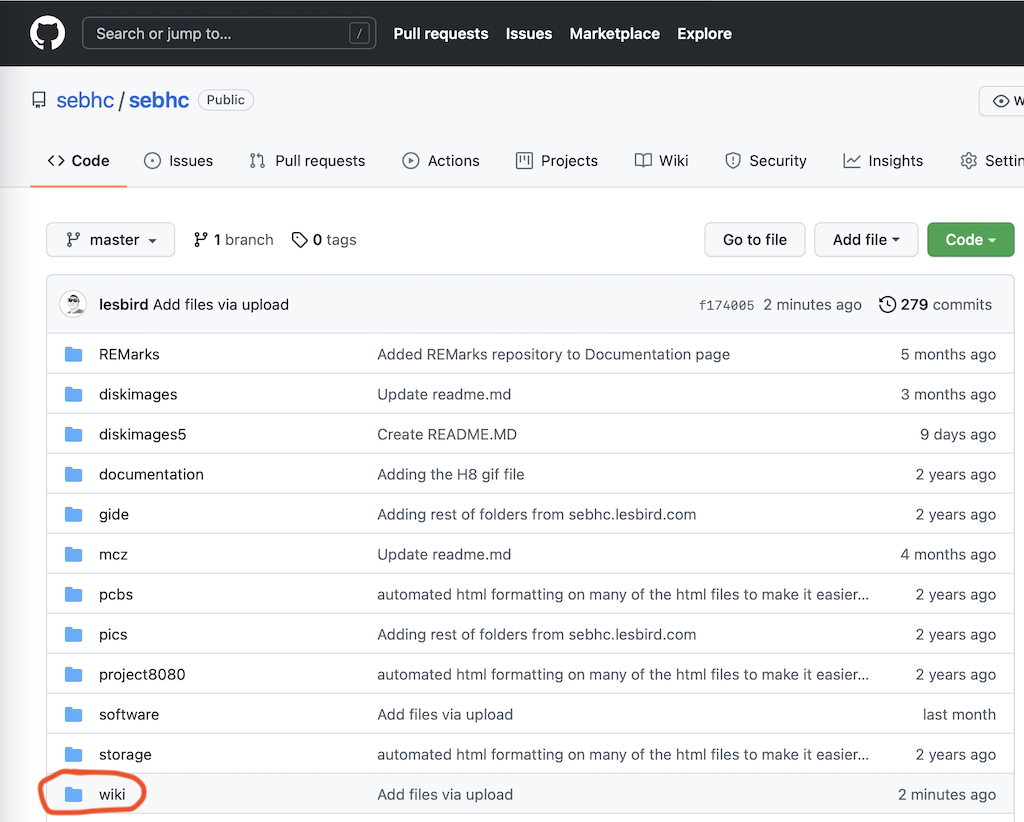 Search or jump to... / Pull requests Issues Marketplace Explore
sebhc / sebhc Public
Code Issues Pull requests Actions Projects Wiki Security Insights Settin
master 1 branch 0 tags Go to file Add file Code
lesbird Add files via upload f174005 2 minutes ago 279 commits
REMarks Added REMarks repository to Documentation page 5 months ago
diskimages Update readme.md 3 months ago
diskimages5 Create README.MD 9 days ago
documentation Adding the H8 gif file 2 years ago
gide Adding rest of folders from sebhc.lesbird.com 2 years ago
mcz Update readme.md 4 months ago
pcbs automated html formatting on many of the html files to make it easier... 2 years ago
pics Adding rest of folders from sebhc.lesbird.com 2 years ago
project8080 automated html formatting on many of the html files to make it easier... 2 years ago
software Add files via upload last month
storage automated html formatting on many of the html files to make it easier... 2 years ago
wiki Add files via upload 2 minutes ago